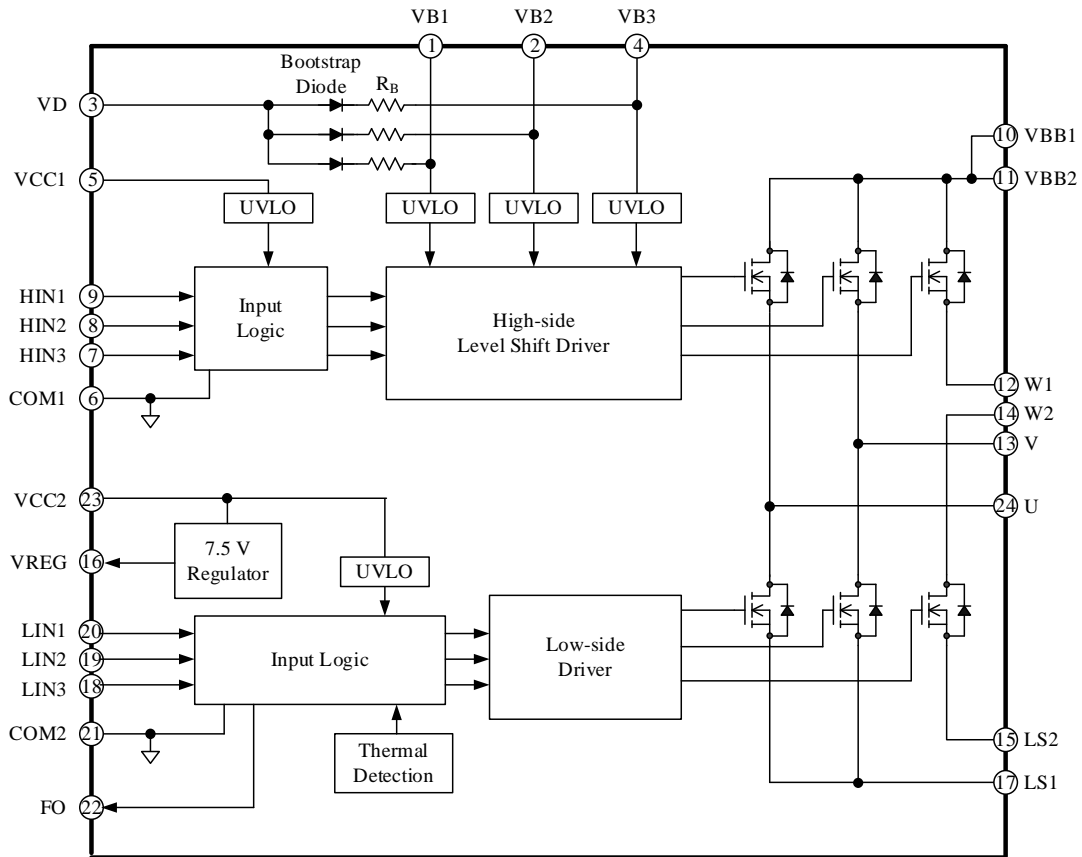 VB1 VB2 VB3
1 2 4
Bootstrap
Diode
RB
VD 3
10 VBB1
VCC1 5
11 VBB2
UVLO UVLO UVLO UVLO
HIN1 9
HIN2 8
HIN3 7
Input
Logic
High-side
Level Shift Driver
COM1 6
12 W1
14 W2
13 V
VCC2 23
24 U
VREG 16
7.5 V
Regulator
UVLO
LIN1 20
LIN2 19
LIN3 18
Input Logic
Low-side
Driver
COM2 21
15 LS2
Thermal
Detection
17 LS1
FO 22